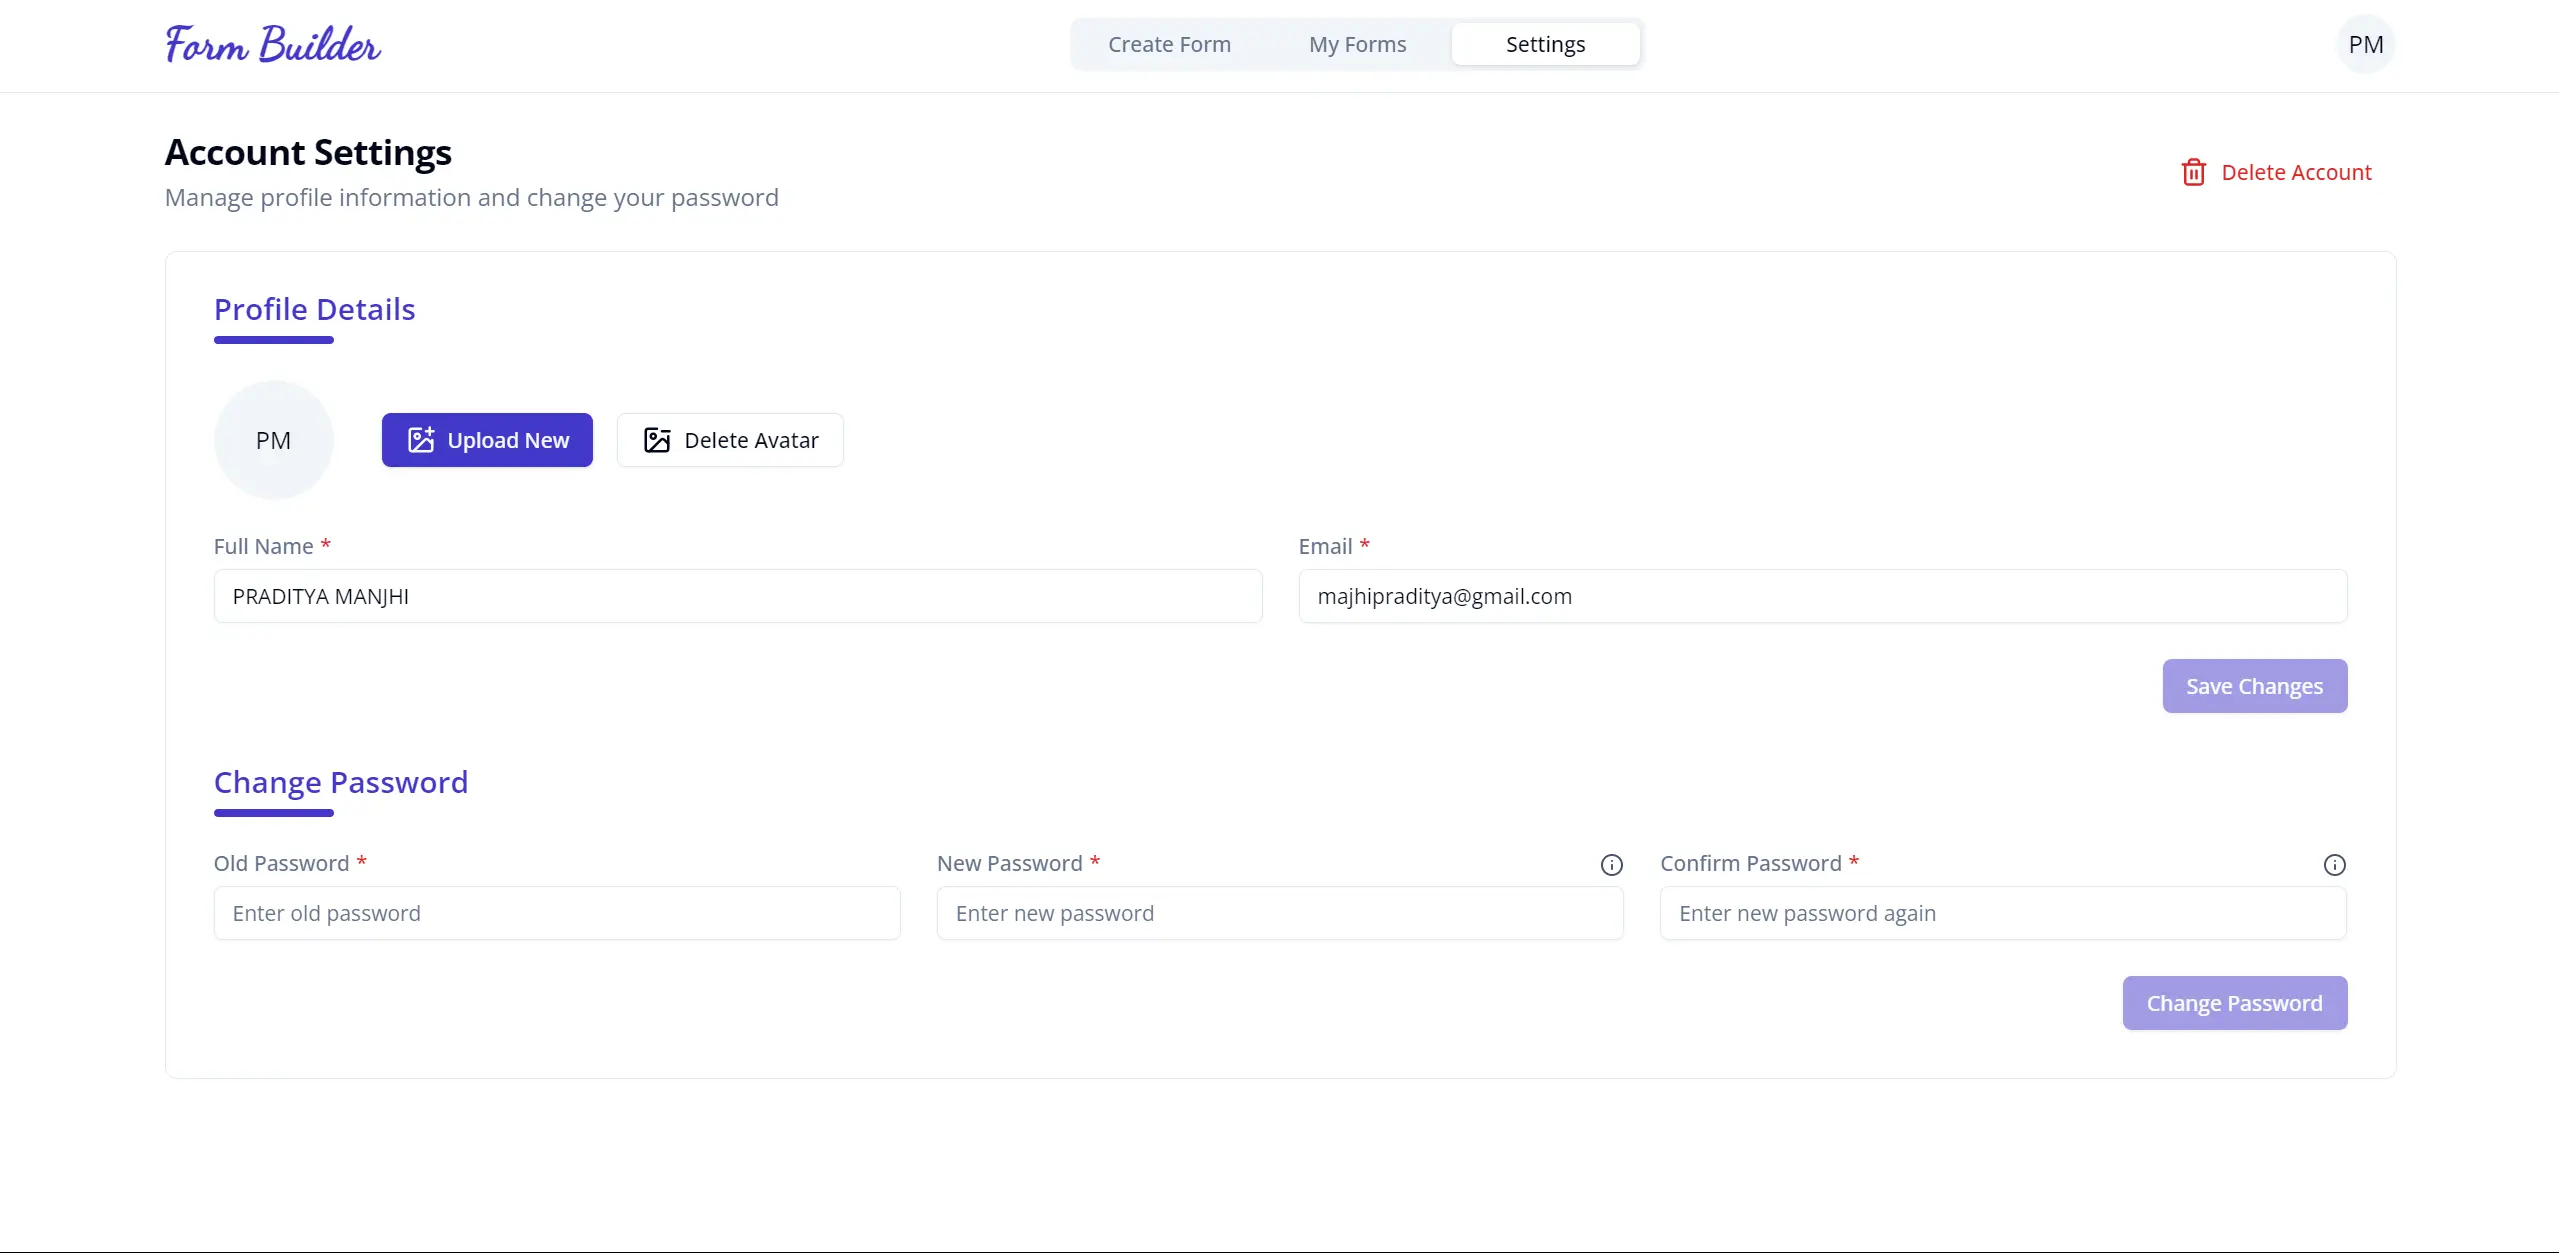 Form Builder
Create Form
My Forms
Settings
PM
Account Settings
Manage profile information and change your password
Delete Account
Profile Details
PM
Upload New
Delete Avatar
Full Name *
Email *
PRADITYA MANJHI
majhipraditya@gmail.com
Save Changes
Change Password
Old Password *
New Password *
Confirm Password *
Enter old password
Enter new password
Enter new password again
Change Password